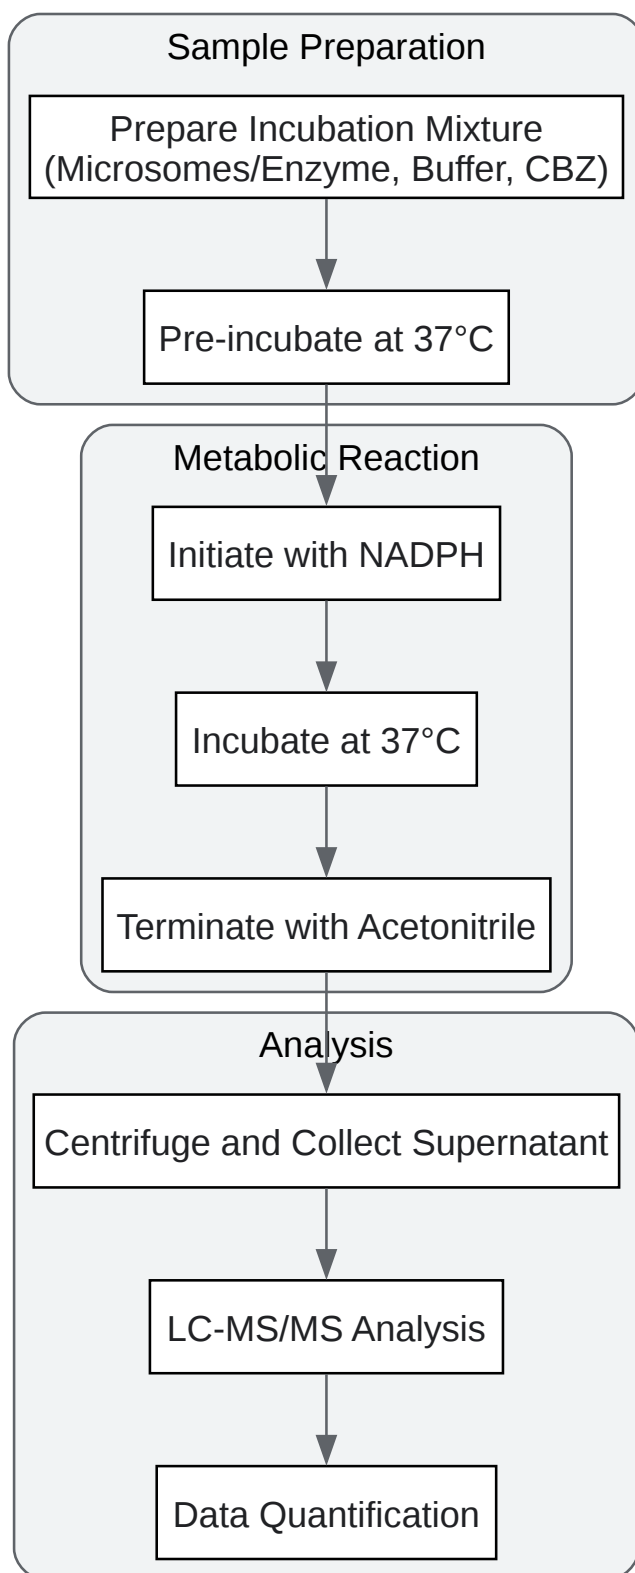 Sample Preparation
Prepare Incubation Mixture
(Microsomes/Enzyme, Buffer, CBZ)
Pre-incubate at 37°C
Metabolic Reaction
Initiate with NADPH
Incubate at 37°C
Terminate with Acetonitrile
Analysis
Centrifuge and Collect Supernatant
LC-MS/MS Analysis
Data Quantification